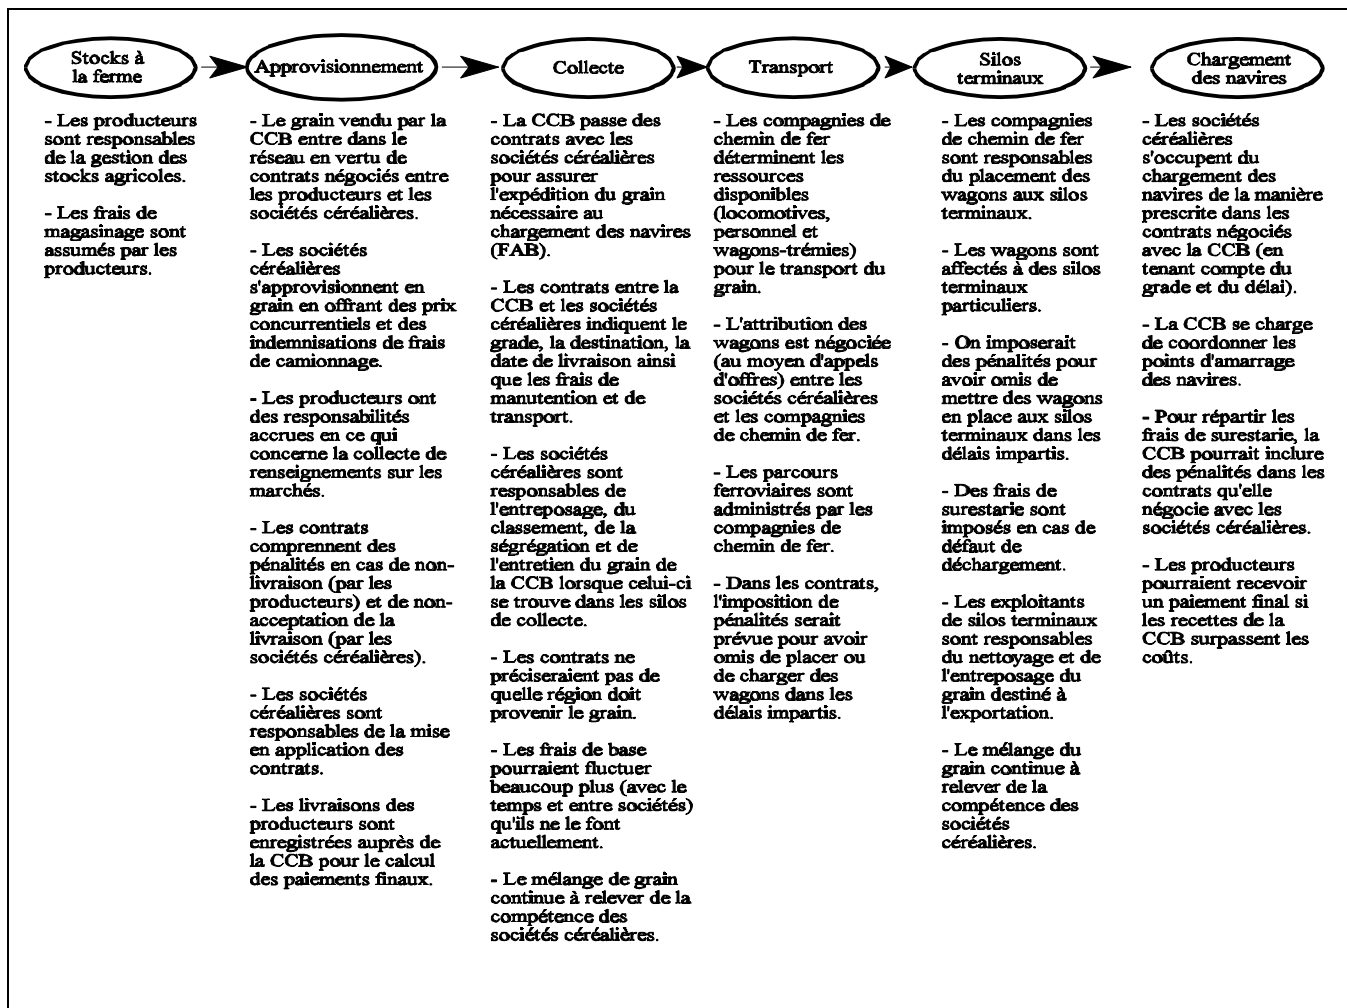 Stocks à
la ferme
Approvisionnement
Collecte
Transport
Silos
terminaux
Chargement
des navires
- Les producteurs
sont responsables
de la gestion des
stocks agricoles.
- Les frais de
magasinage sont
assumés par les
producteurs.
- Le grain vendu par la
CCB entre dans le
réseau en vertu de
contrats négociés entre
les producteurs et les
sociétés céréalières.
- Les sociétés
céréalières
s'approvisionnent en
grain en offrant des prix
concurrentiels et des
indemnisations de frais
de camionnage.
- Les producteurs ont
des responsabilités
accrues en ce qui
concerne la collecte de
renseignements sur les
marchés.
- Les contrats
comprennent des
pénalités en cas de non-
livraison (par les
producteurs) et de non-
acceptation de la
livraison (par les
sociétés céréalières).
- Les sociétés
céréalières sont
responsables de la mise
en application des
contrats.
- Les livraisons des
producteurs sont
enregistrées auprès de
la CCB pour le calcul
des paiements finaux.
- La CCB passe des
contrats avec les
sociétés céréalières
pour assurer
l'expédition du grain
nécessaire au
chargement des navires
(FAB).
- Les contrats entre la
CCB et les sociétés
céréalières indiquent le
grade, la destination, la
date de livraison ainsi
que les frais de
manutention et de
transport.
- Les sociétés
céréalières sont
responsables de
l'entreposage, du
classement, de la
ségrégation et de
l'entretien du grain de
la CCB lorsque celui-ci
se trouve dans les silos
de collecte.
- Les contrats ne
préciseraient pas de
quelle région doit
provenir le grain.
- Les frais de base
pourraient fluctuer
beaucoup plus (avec le
temps et entre sociétés)
qu'ils ne le font
actuellement.
- Le mélange de grain
continue à relever de la
compétence des
sociétés céréalières.
- Les compagnies de
chemin de fer
déterminent les
ressources
disponibles
(locomotives,
personnel et
wagons-trémies)
pour le transport du
grain.
- L'attribution des
wagons est négociée
(au moyen d'appels
d'offres) entre les
sociétés céréalières
et les compagnies
de chemin de fer.
- Les parcours
ferroviaires sont
administrés par les
compagnies de
chemin de fer.
- Dans les contrats,
l'imposition de
pénalités serait
prévue pour avoir
omis de placer ou
de charger des
wagons dans les
délais impartis.
- Les compagnies
de chemin de fer
sont responsables
du placement des
wagons aux silos
terminaux.
- Les wagons sont
affectés à des silos
terminaux
particuliers.
- On imposerait
des pénalités pour
avoir omis de
mettre des wagons
en place aux silos
terminaux dans les
délais impartis.
- Des frais de
surestarie sont
imposés en cas de
défaut de
déchargement.
- Les exploitants
de silos terminaux
sont responsables
du nettoyage et de
l'entreposage du
grain destiné à
l'exportation.
- Le mélange du
grain continue à
relever de la
compétence des
sociétés
céréalières.
- Les sociétés
céréalières
s'occupent du
chargement des
navires de la manière
prescrite dans les
contrats négociés
avec la CCB (en
tenant compte du
grade et du délai).
- La CCB se charge
de coordonner les
points d'amarrage
des navires.
- Pour répartir les
frais de surestarie, la
CCB pourrait inclure
des pénalités dans les
contrats qu'elle
négocie avec les
sociétés céréalières.
- Les producteurs
pourraient recevoir
un paiement final si
les recettes de la
CCB surpassent les
coûts.